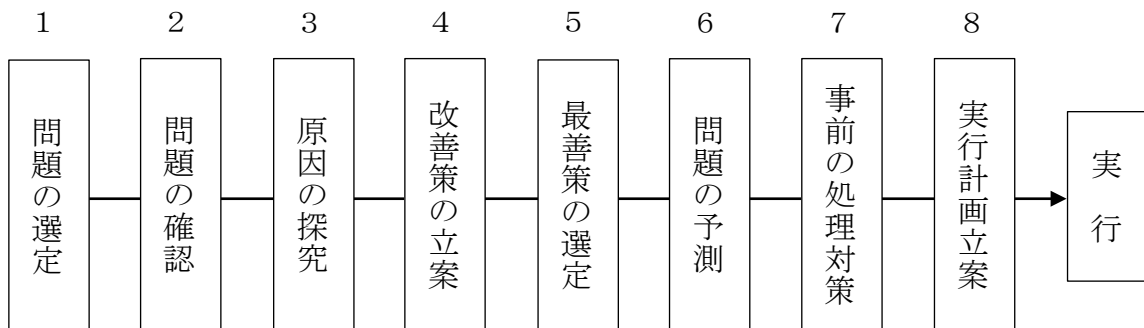 １
２
３
４
５
６
７
８
問題の選定
問題の確認
原因の探究
改善策の立案
最善策の選定
問題の予測
事前の処理対策
実行計画立案
実行